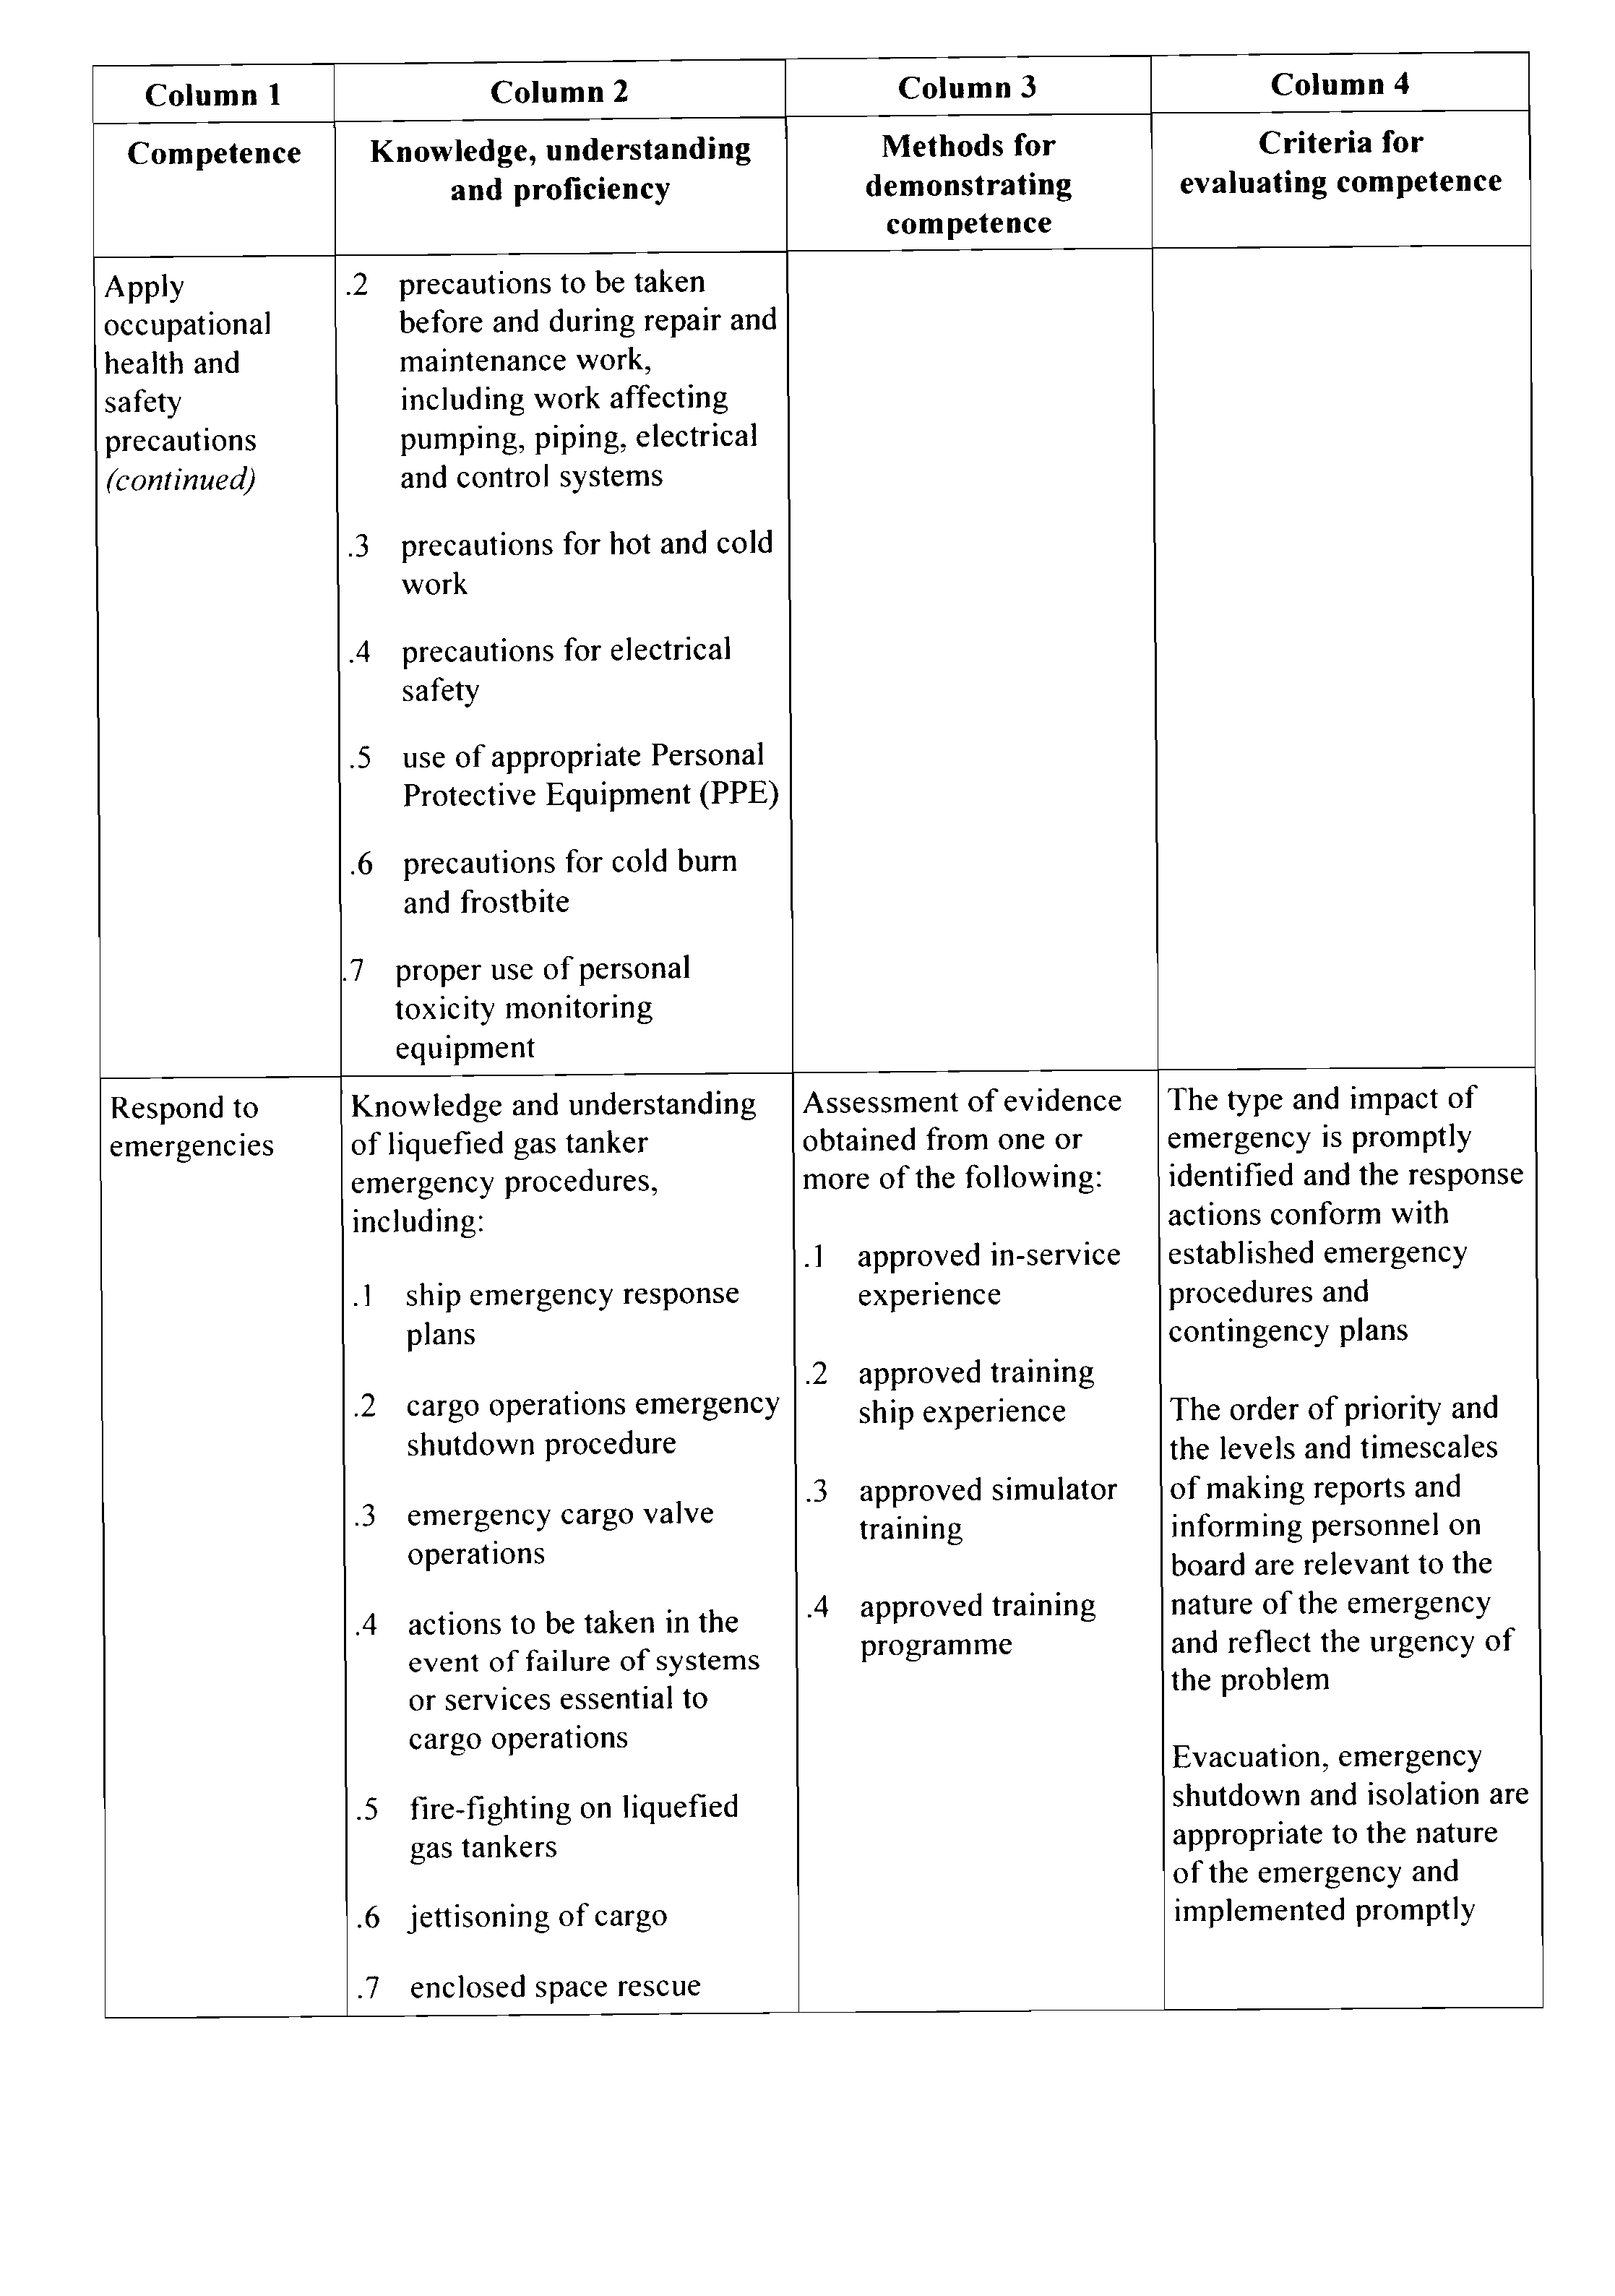 Column 1
Column 2
Column 3
Column 4
Competence
Knowledge, understanding
and proficiency
Methods for
demonstrating
competence
Criteria for
evaluating competence
Apply
occupational
health and
safety
precautions
(continued)
.2 precautions to be taken
before and during repair and
maintenance work,
including work affecting
pumping, piping, electrical
and control systems
.3 precautions for hot and cold
work
.4 precautions for electrical
safety
.5 use of appropriate Personal
Protective Equipment (PPE)
.6 precautions for cold burn
and frostbite
.7 proper use of personal
toxicity monitoring
equipment
Respond to
emergencies
Knowledge and understanding
of liquefied gas tanker
emergency procedures,
including:
.1 ship emergency response
plans
.2 cargo operations emergency
shutdown procedure
.3 emergency cargo valve
operations
.4 actions to be taken in the
event of failure of systems
or services essential to
cargo operations
.5 fire-fighting on liquefied
gas tankers
.6 jettisoning of cargo
.7 enclosed space rescue
Assessment of evidence
obtained from one or
more of the following:
.1 approved in-service
experience
.2 approved training
ship experience
.3 approved simulator
training
.4 approved training
programme
The type and impact of
emergency is promptly
identified and the response
actions conform with
established emergency
procedures and
contingency plans
The order of priority and
the levels and timescales
of making reports and
informing personnel on
board are relevant to the
nature of the emergency
and reflect the urgency of
the problem
Evacuation, emergency
shutdown and isolation are
appropriate to the nature
of the emergency and
implemented promptly